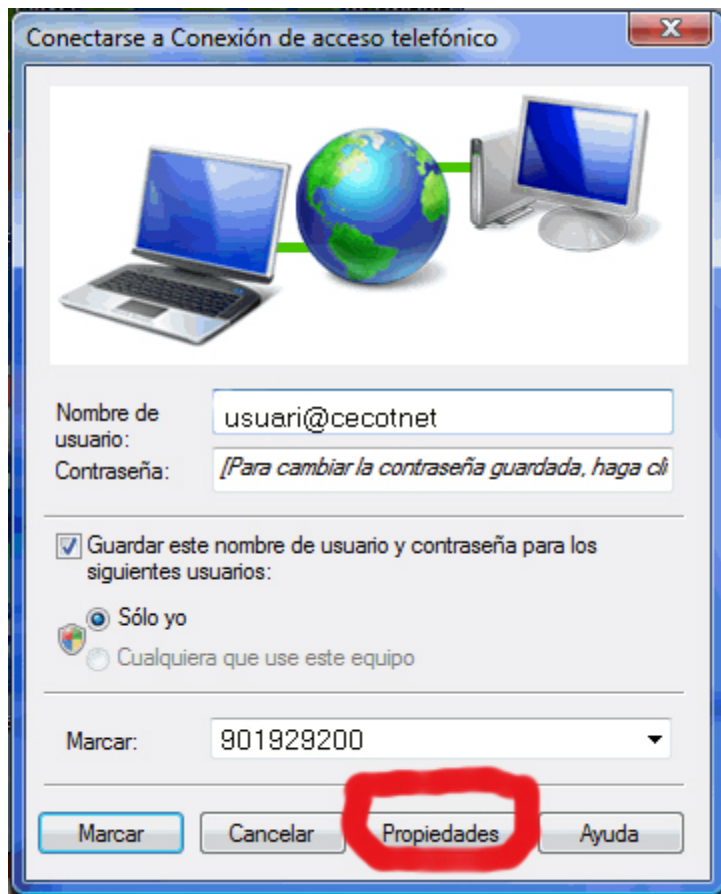 Conectarse a Conexión de acceso telefónico
Nombre de
usuario:
usuari@cecotnet
Contraseña:
[Para cambiar la contraseña guardada, haga cli
Guardar este nombre de usuario y contraseña para los
siguientes usuarios:
Sólo yo
Cualquiera que use este equipo
Marcar:
901929200
Marcar
Cancelar
Propiedades
Ayuda